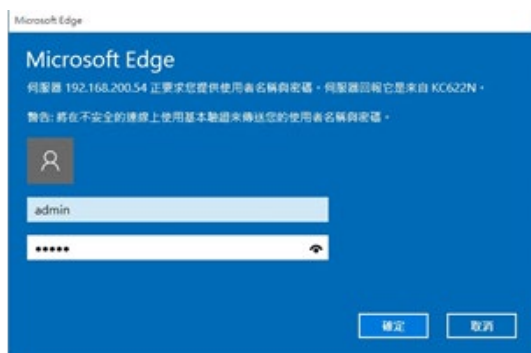 Microsoft Edge
Microsoft Edge
伺服器 192.168.200.54 正要求您提供使用者名稱與密碼。伺服器回報它是來自 KC622N。
警告: 將在不安全的連線上使用基本驗證來傳送您的使用者名稱與密碼。
admin
•••••
確定
取消